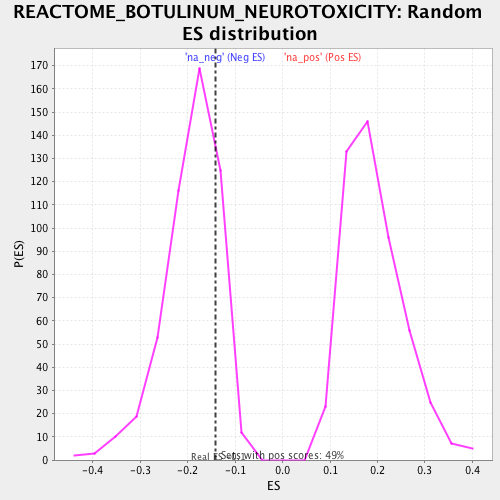 REACTOME_BOTULINUM_NEUROTOXICITY: Random
ES distribution
'na_neg' (Neg ES) 'na_pos' (Pos ES)
170
160
150
140
130
120
110
100
90
80
70
60
50
40
30
20
10
0
P(ES)
Real ES
Sets with pos scores: 49%
-0.4 -0.3 -0.2 -0.1 0.0 0.1 0.2 0.3 0.4
ES